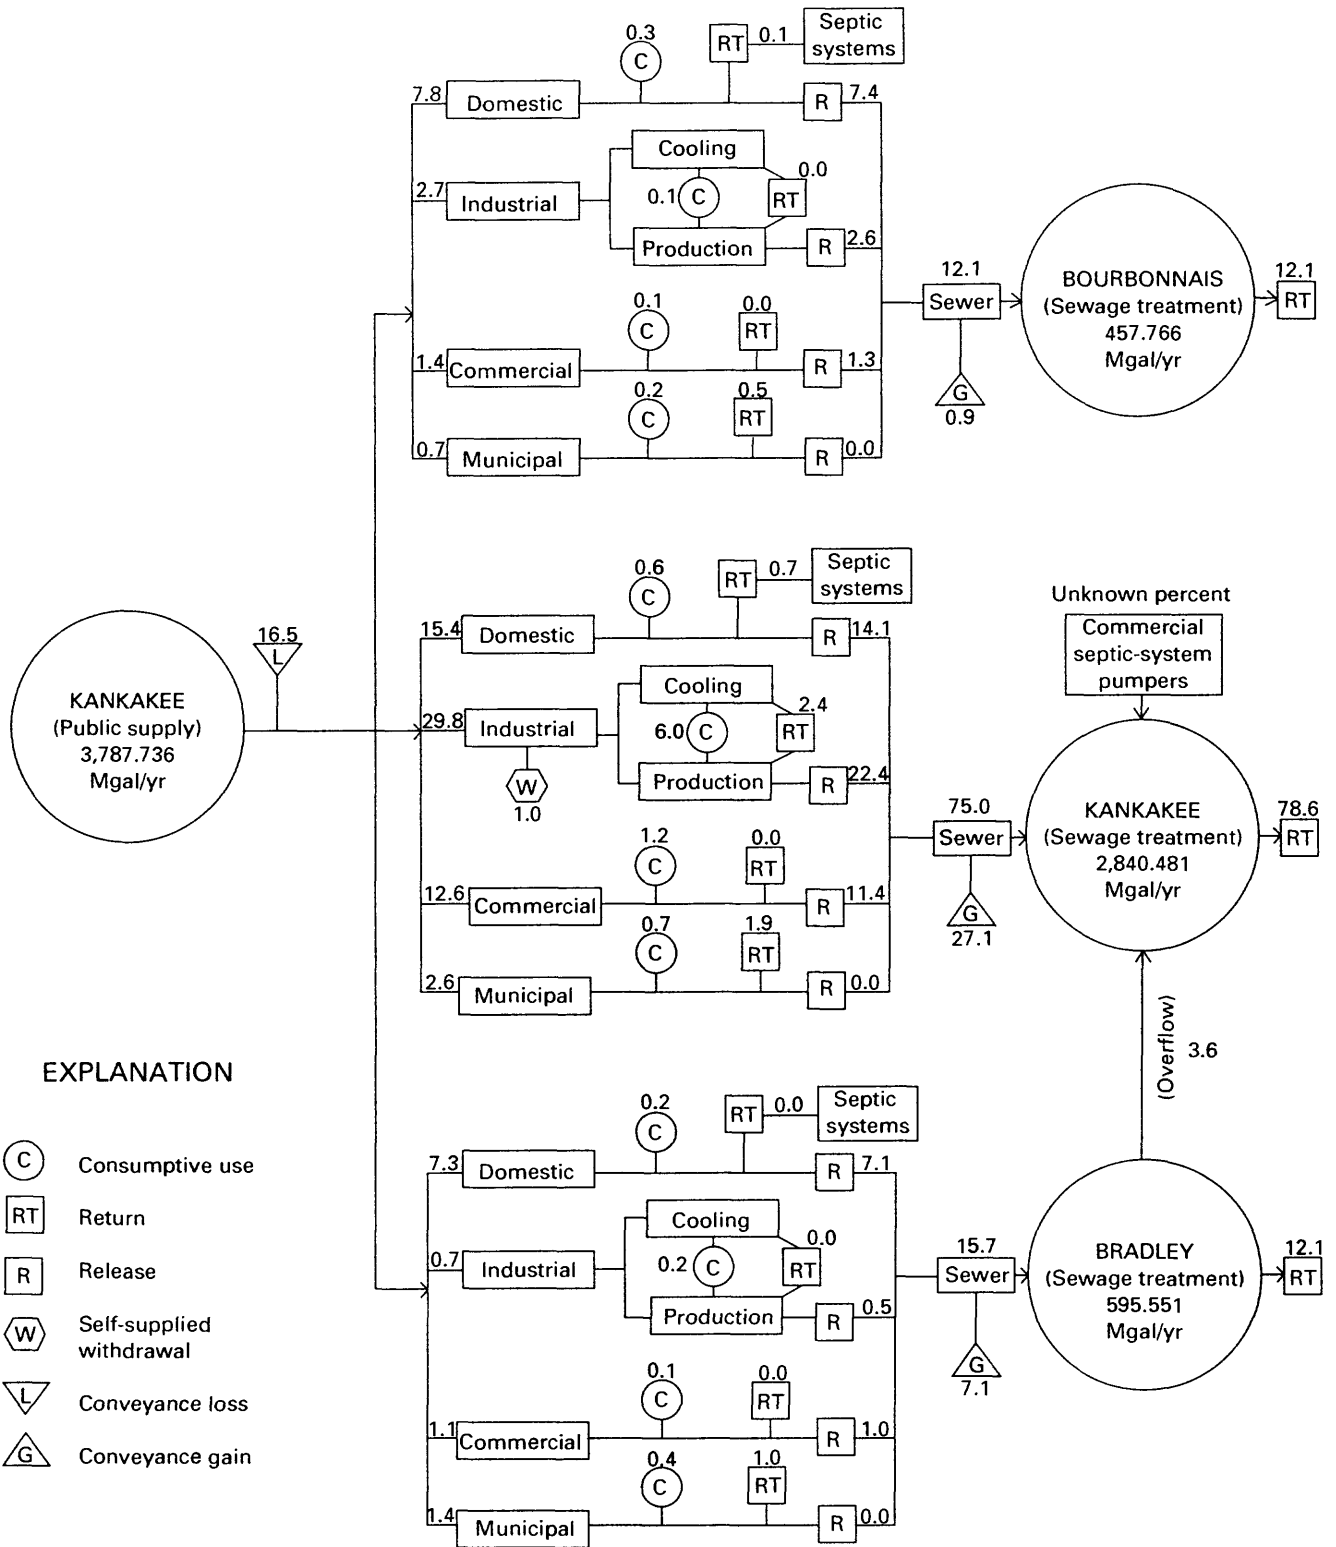 0.3
C
RT
0.1
Septic
systems
7.8
Domestic
R
7.4
Cooling
0.0
2.7
Industrial
0.1
C
RT
Production
R
2.6
0.1
C
0.0
RT
1.4
Commercial
R
1.3
0.2
C
0.5
RT
0.7
Municipal
R
0.0
12.1
Sewer
G
0.9
BOURBONNAIS
(Sewage treatment)
457.766
Mgal/yr
12.1
RT
KANKAKEE
(Public supply)
3,787.736
Mgal/yr
16.5
L
0.6
C
RT
0.7
Septic
systems
15.4
Domestic
R
14.1
Cooling
2.4
29.8
Industrial
6.0
C
RT
W
1.0
Production
R
22.4
1.2
C
0.0
RT
12.6
Commercial
R
11.4
0.7
C
1.9
RT
2.6
Municipal
R
0.0
75.0
Sewer
G
27.1
Unknown percent
Commercial
septic-system
pumpers
KANKAKEE
(Sewage treatment)
2,840.481
Mgal/yr
78.6
RT
(Overflow)
3.6
0.2
C
RT
0.0
Septic
systems
7.3
Domestic
R
7.1
Cooling
0.0
0.7
Industrial
0.2
C
RT
Production
R
0.5
0.1
C
0.0
RT
1.1
Commercial
R
1.0
0.4
C
1.0
RT
1.4
Municipal
R
0.0
15.7
Sewer
G
7.1
BRADLEY
(Sewage treatment)
595.551
Mgal/yr
12.1
RT
EXPLANATION
C Consumptive use
RT Return
R Release
W Self-supplied
withdrawal
L Conveyance loss
G Conveyance gain